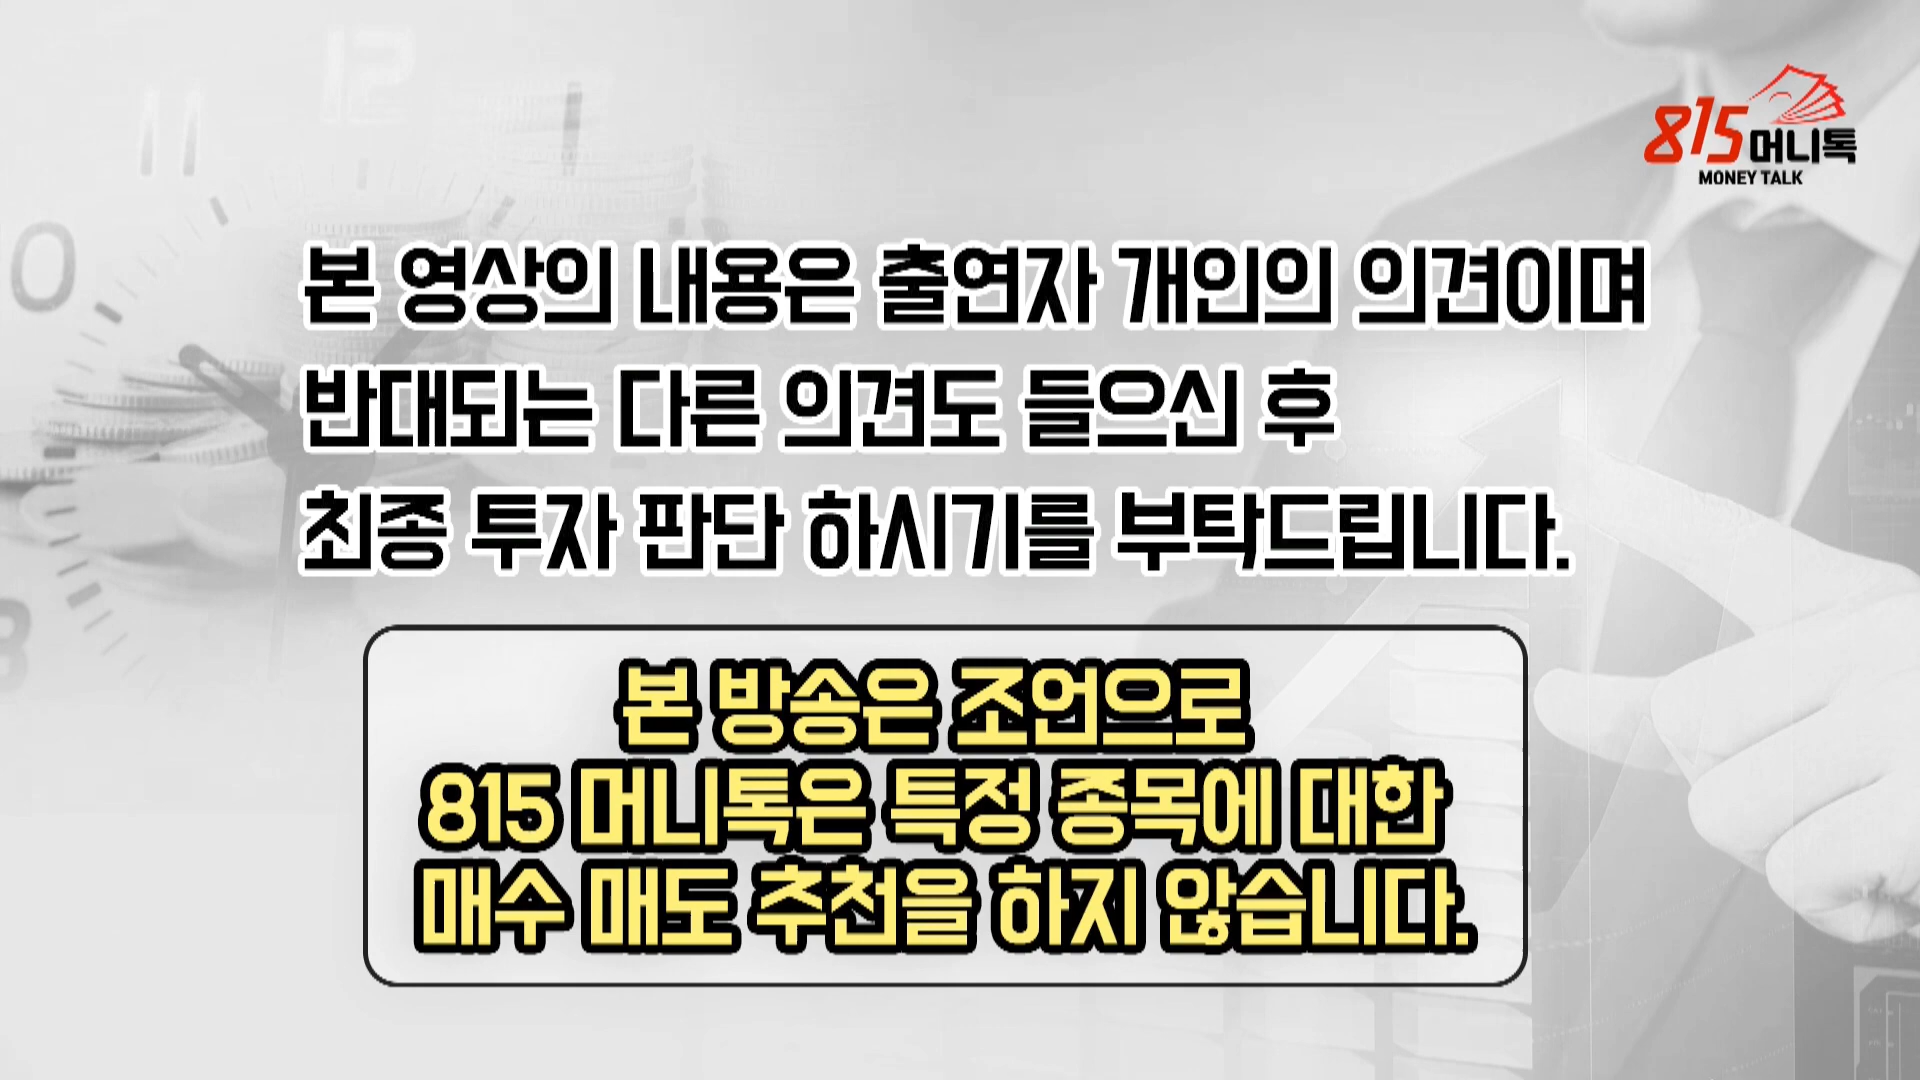 815머니톡
MONEY TALK
본 영상의 내용은 출연자 개인의 의견이며
반대되는 다른 의견도 들으신 후
최종 투자 판단 하시기를 부탁드립니다.
본 방송은 조언으로
815 머니톡은 특정 종목에 대한
매수 매도 추천을 하지 않습니다.
12
11
10
8